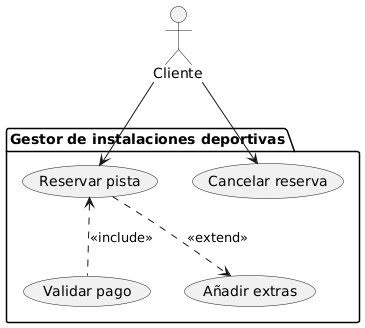 Cliente
Gestor de instalaciones deportivas
Reservar pista
Cancelar reserva
«include»
«extend»
Validar pago
Añadir extras